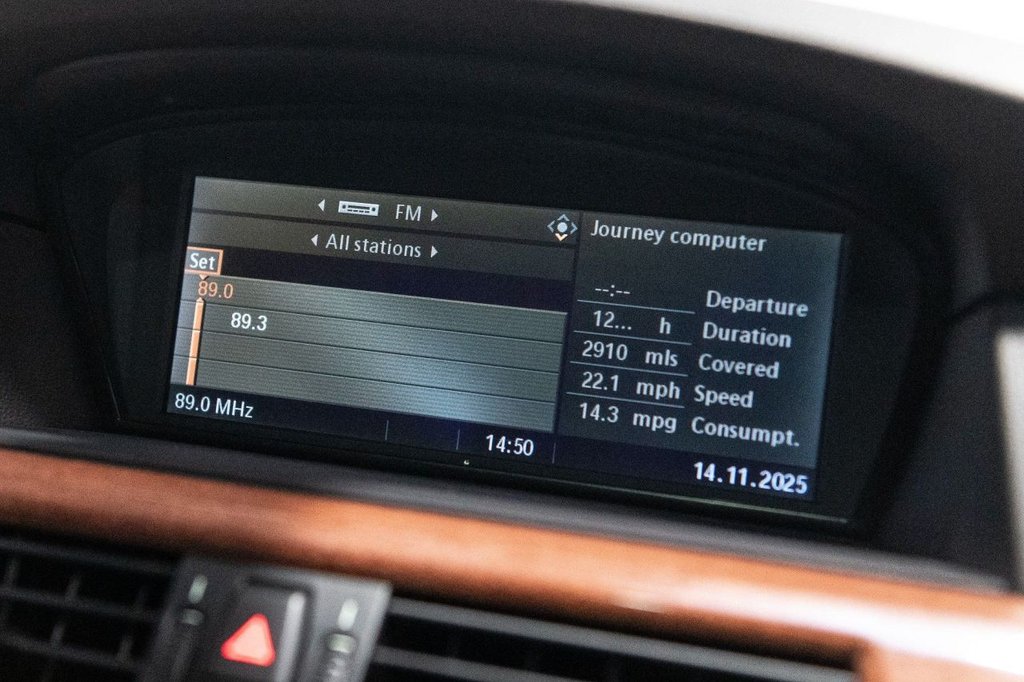 FM
All stations
Set
89.0
89.3
89.0 MHz
14:50
Journey computer
--:-- Departure
12... h Duration
2910 mls Covered
22.1 mph Speed
14.3 mpg Consumpt.
14.11.2025